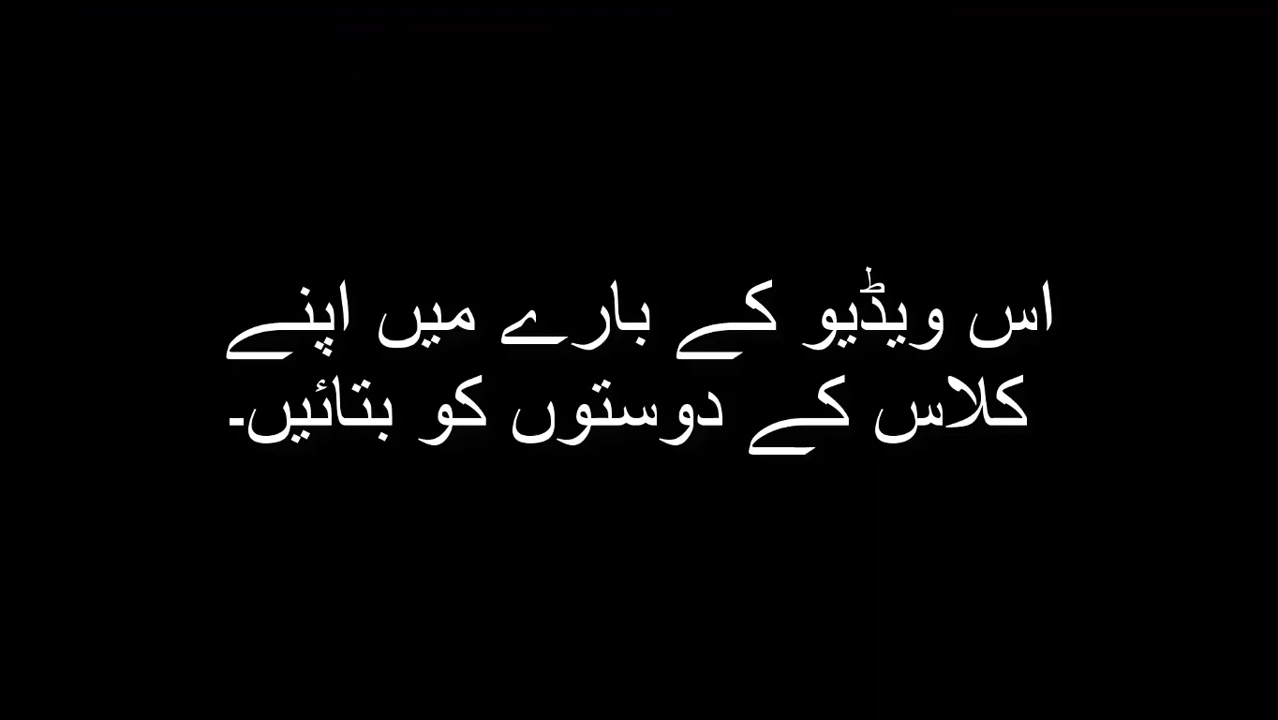 اس ویڈیو کے بارے میں اپنے
کلاس کے دوستوں کو بتائیں۔